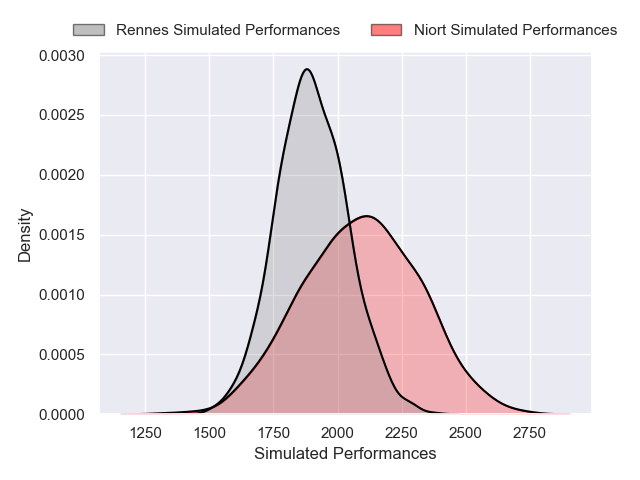 Rennes Simulated Performances Niort Simulated Performances
0.0030
0.0025
0.0020
0.0015
0.0010
0.0005
0.0000
Density
1250 1500 1750 2000 2250 2500 2750
Simulated Performances